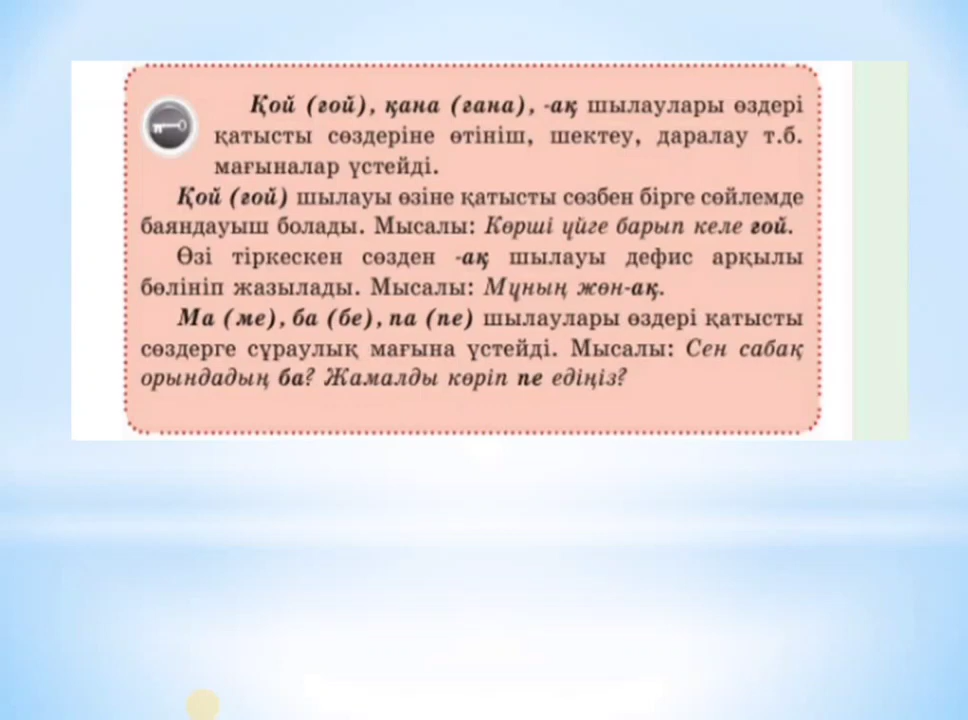 Қой (ғой), қана (ғана), -ақ шылаулары өздері
қатысты сөздеріне өтініш, шектеу, даралау т.б.
мағыналар үстейді.
Қой (ғой) шылауы өзіне қатысты сөзбен бірге сөйлемде
баяндауыш болады. Мысалы: Көрші үйге барып келе ғой.
Өзі тіркескен сөзден -ақ шылауы дефис арқылы
бөлініп жазылады. Мысалы: Мұның жөн-ақ.
Ма (ме), ба (бе), па (пе) шылаулары өздері қатысты
сөздерге сұраулық мағына үстейді. Мысалы: Сен сабақ
орындадың ба? Жамалды көріп пе едіңіз?